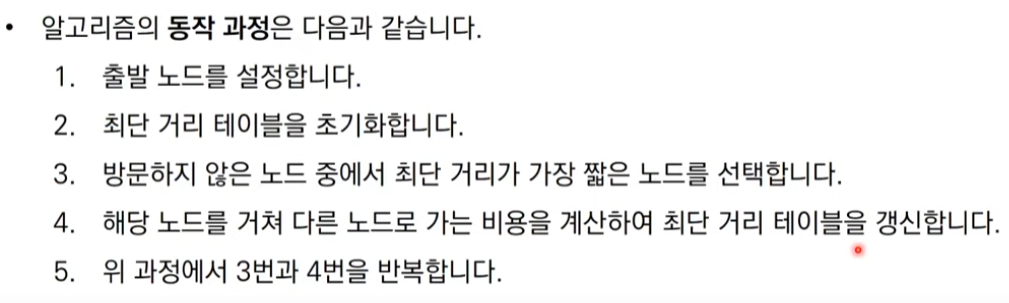 • 알고리즘의 동작 과정은 다음과 같습니다.
1. 출발 노드를 설정합니다.
2. 최단 거리 테이블을 초기화합니다.
3. 방문하지 않은 노드 중에서 최단 거리가 가장 짧은 노드를 선택합니다.
4. 해당 노드를 거쳐 다른 노드로 가는 비용을 계산하여 최단 거리 테이블을 갱신합니다.
5. 위 과정에서 3번과 4번을 반복합니다.